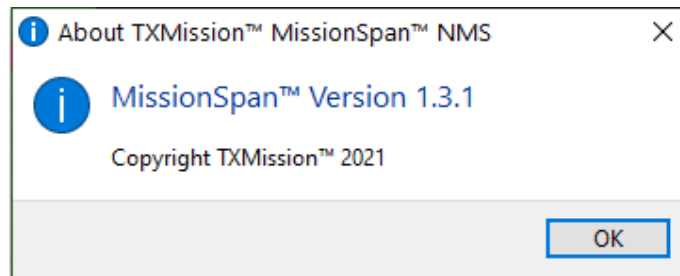 About TXMission™ MissionSpan™ NMS
MissionSpan™ Version 1.3.1
Copyright TXMission™ 2021
OK